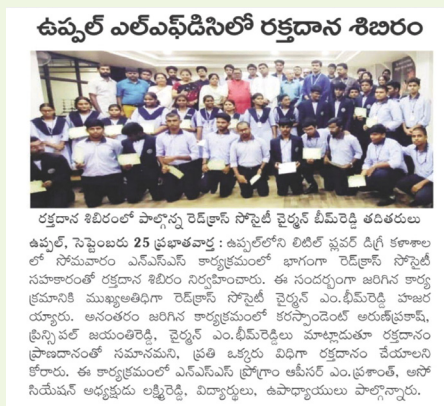 ఉప్పల్ ఎల్ఎఫ్‌డిసిలో రక్తదాన శిబిరం
రక్తదాన శిబిరంలో పాల్గొన్న రెడ్‌క్రాస్ సోసైటీ చైర్మన్ బీమ్‌రెడ్డి తదితరులు
ఉప్పల్, సెప్టెంబరు 25 ప్రభాతవార్త : ఉప్పల్‌లోని లిటిల్ ఫ్లవర్ డిగ్రీ కళాశాల
లో సోమవారం ఎన్ఎస్ఎస్ కార్యక్రమంలో భాగంగా రెడ్‌క్రాస్ సోసైటీ
సహకారంతో రక్తదాన శిబిరం నిర్వహించారు. ఈ సందర్భంగా జరిగిన కార్య
క్రమానికి ముఖ్యఅతిథిగా రెడ్‌క్రాస్ సోసైటీ చైర్మన్ ఎం.భీమ్‌రెడ్డి హాజర
య్యారు. అనంతరం జరిగిన కార్యక్రమంలో కరస్పాండెంట్ అరుణ్‌ప్రకాష్,
ప్రిన్సిపల్ జయంతిరెడ్డి, చైర్మన్ ఎం.భీమ్‌రెడ్డిలు మాట్లాడుతూ రక్తదానం
ప్రాణదానంతో సమానమని, ప్రతి ఒక్కరు విధిగా రక్తదానం చేయాలని
కోరారు. ఈ కార్యక్రమంలో ఎన్ఎస్ఎస్ ప్రోగ్రాం ఆఫీసర్ ఎం.ప్రశాంత్, అసో
సియేషన్ అధ్యక్షుడు లక్ష్మిరెడ్డి, విద్యార్థులు, ఉపాధ్యాయులు పాల్గొన్నారు.